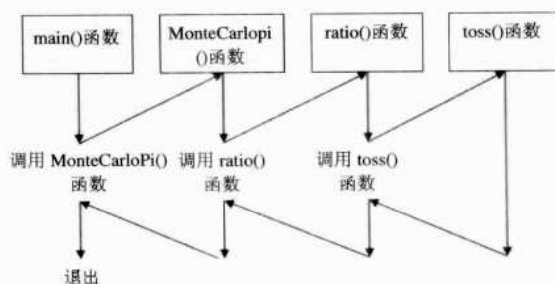 main()函数
MonteCarlopi
()函数
ratio()函数
toss()函数
调用 MonteCarloPi()
函数
调用 ratio()
函数
调用 toss()
函数
退出